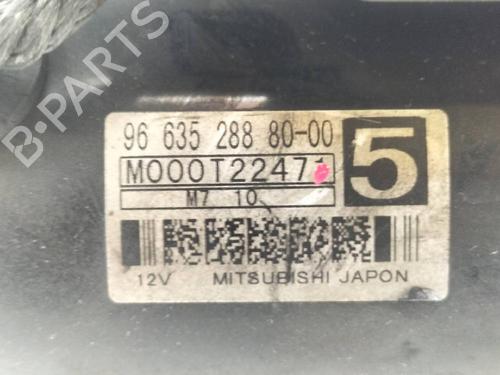 B-PARTS
96 635 288 80-00
5
M000T22471
M7 10
12V MITSUBISHI JAPON